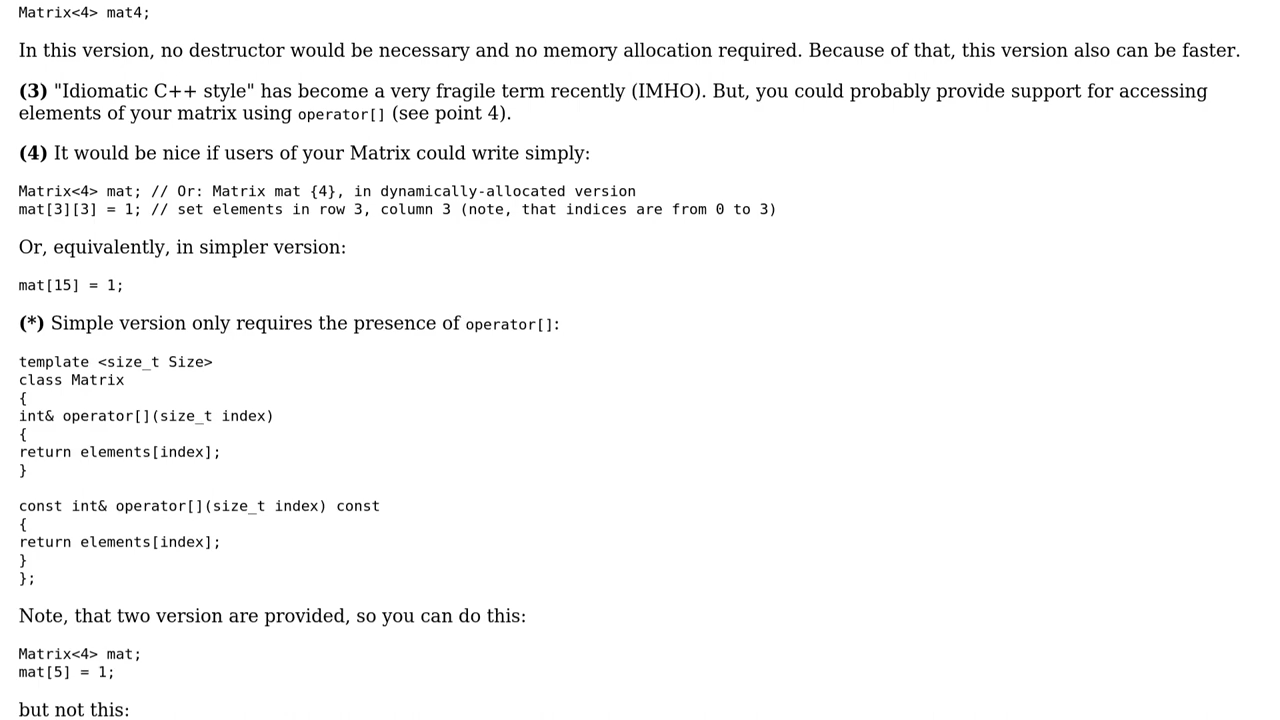 Matrix<4> mat4;
In this version, no destructor would be necessary and no memory allocation required. Because of that, this version also can be faster.
(3) "Idiomatic C++ style" has become a very fragile term recently (IMHO). But, you could probably provide support for accessing
elements of your matrix using operator[] (see point 4).
(4) It would be nice if users of your Matrix could write simply:
Matrix<4> mat; // Or: Matrix mat {4}, in dynamically-allocated version
mat[3][3] = 1; // set elements in row 3, column 3 (note, that indices are from 0 to 3)
Or, equivalently, in simpler version:
mat[15] = 1;
(*) Simple version only requires the presence of operator[]:
template <size_t Size>
class Matrix
{
int& operator[](size_t index)
{
return elements[index];
}
const int& operator[](size_t index) const
{
return elements[index];
}
};
Note, that two version are provided, so you can do this:
Matrix<4> mat;
mat[5] = 1;
but not this: